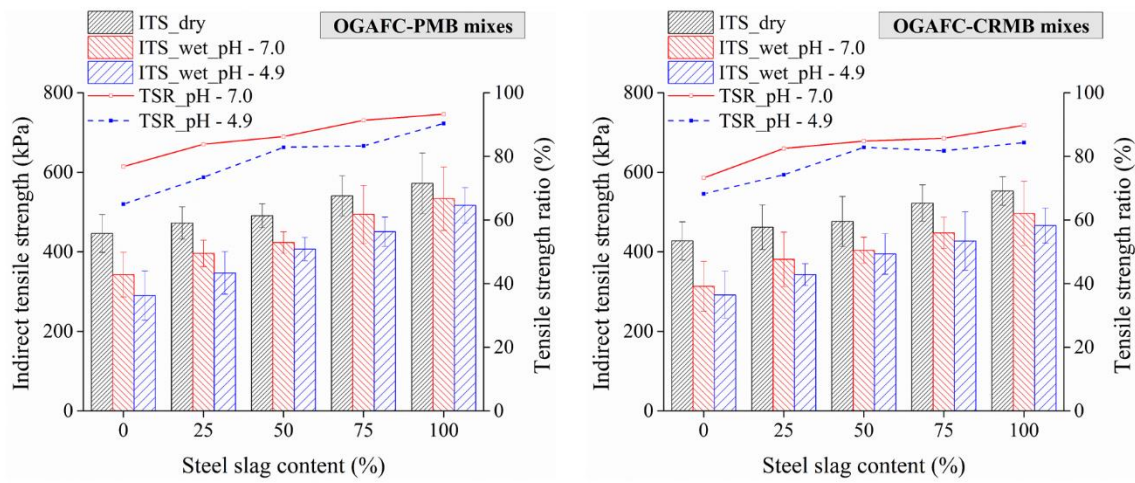 OGAFC-PMB mixes
ITS_dry
ITS_wet_pH - 7.0
ITS_wet_pH - 4.9
TSR_pH - 7.0
TSR_pH - 4.9
Indirect tensile strength (kPa)
800
600
400
200
0
100
80
60
40
20
0
Tensile strength ratio (%)
0 25 50 75 100
Steel slag content (%)
OGAFC-CRMB mixes
ITS_dry
ITS_wet_pH - 7.0
ITS_wet_pH - 4.9
TSR_pH - 7.0
TSR_pH - 4.9
Indirect tensile strength (kPa)
800
600
400
200
0
100
80
60
40
20
0
Tensile strength ratio (%)
0 25 50 75 100
Steel slag content (%)